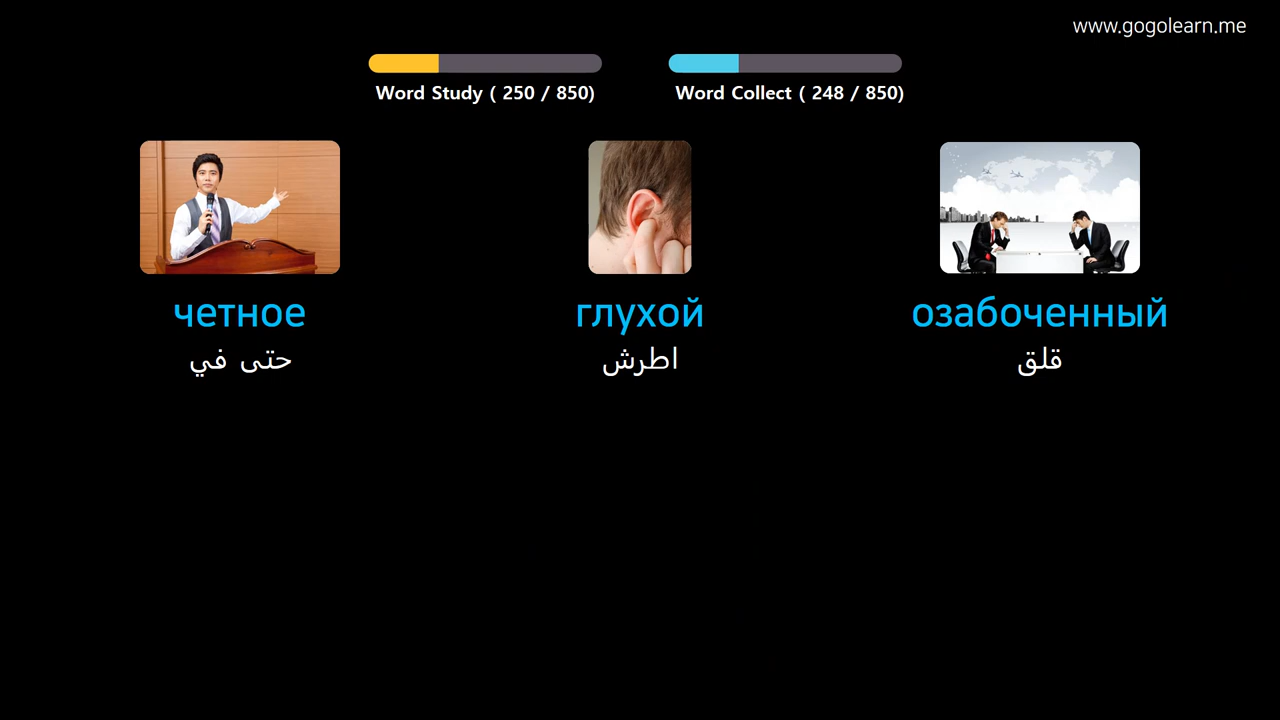 www.gogolearn.me
Word Study ( 250 / 850)
Word Collect ( 248 / 850)
четное
глухой
озабоченный
حتى في
اطرش
قلق